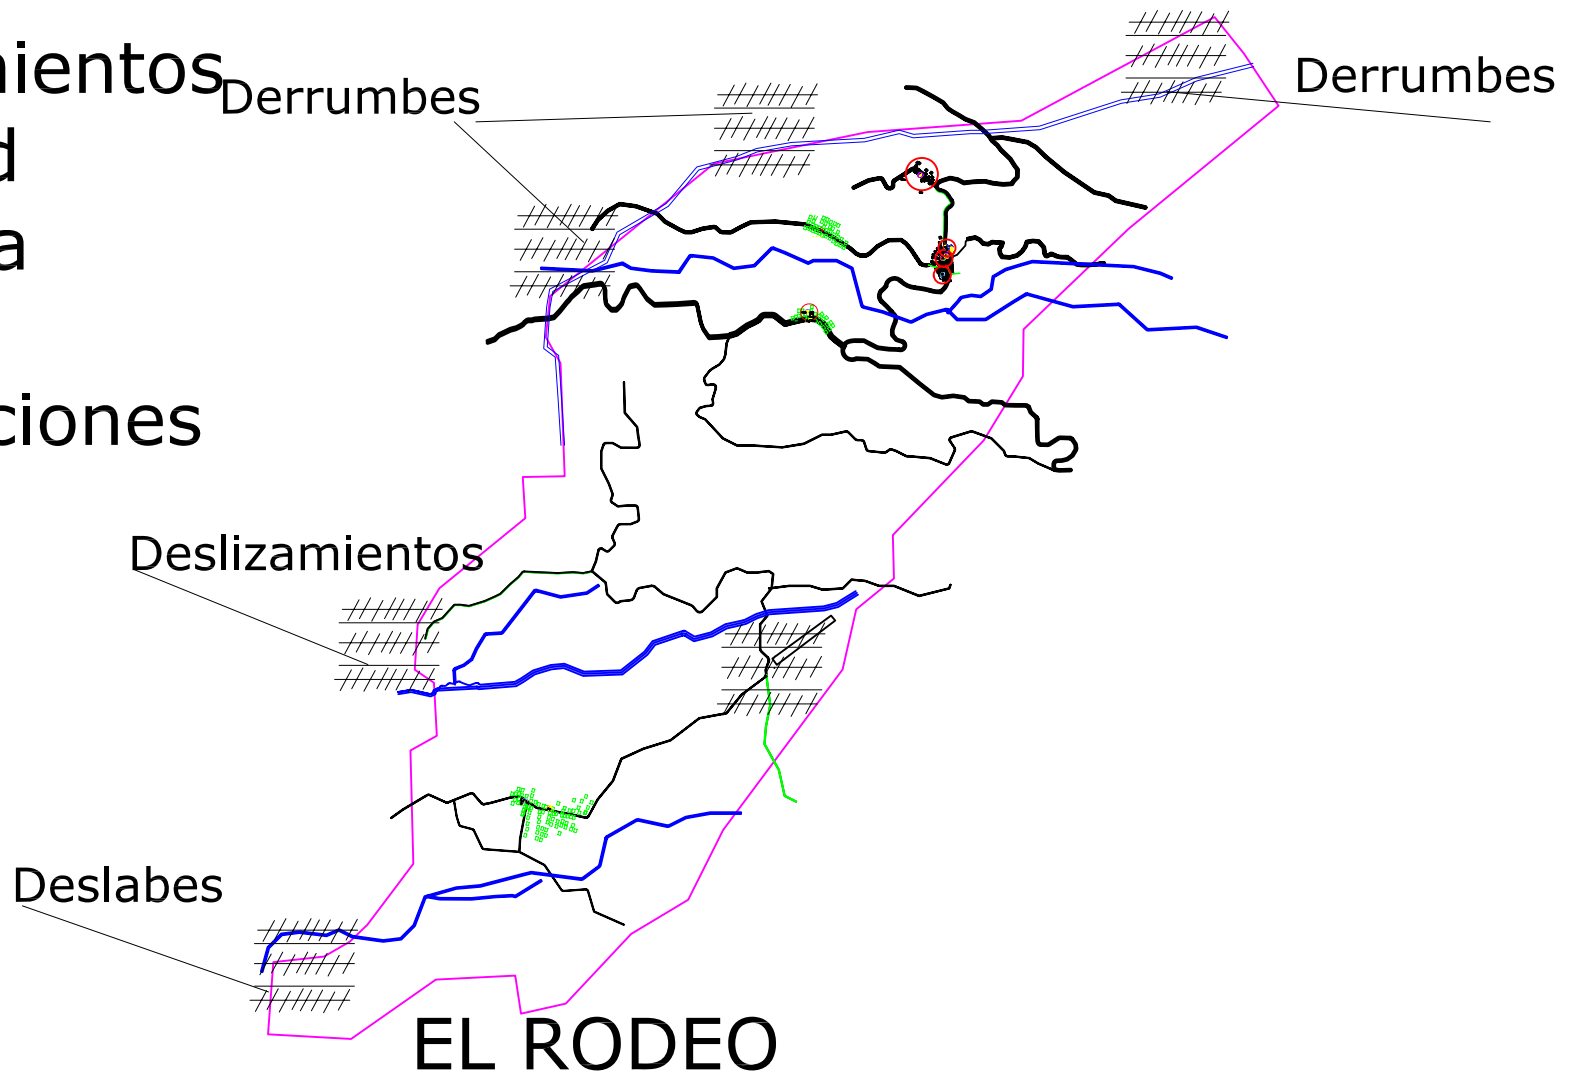 mientos
Derrumbes
Derrumbes
d
a
ciones
Deslizamientos
Deslabes
EL RODEO